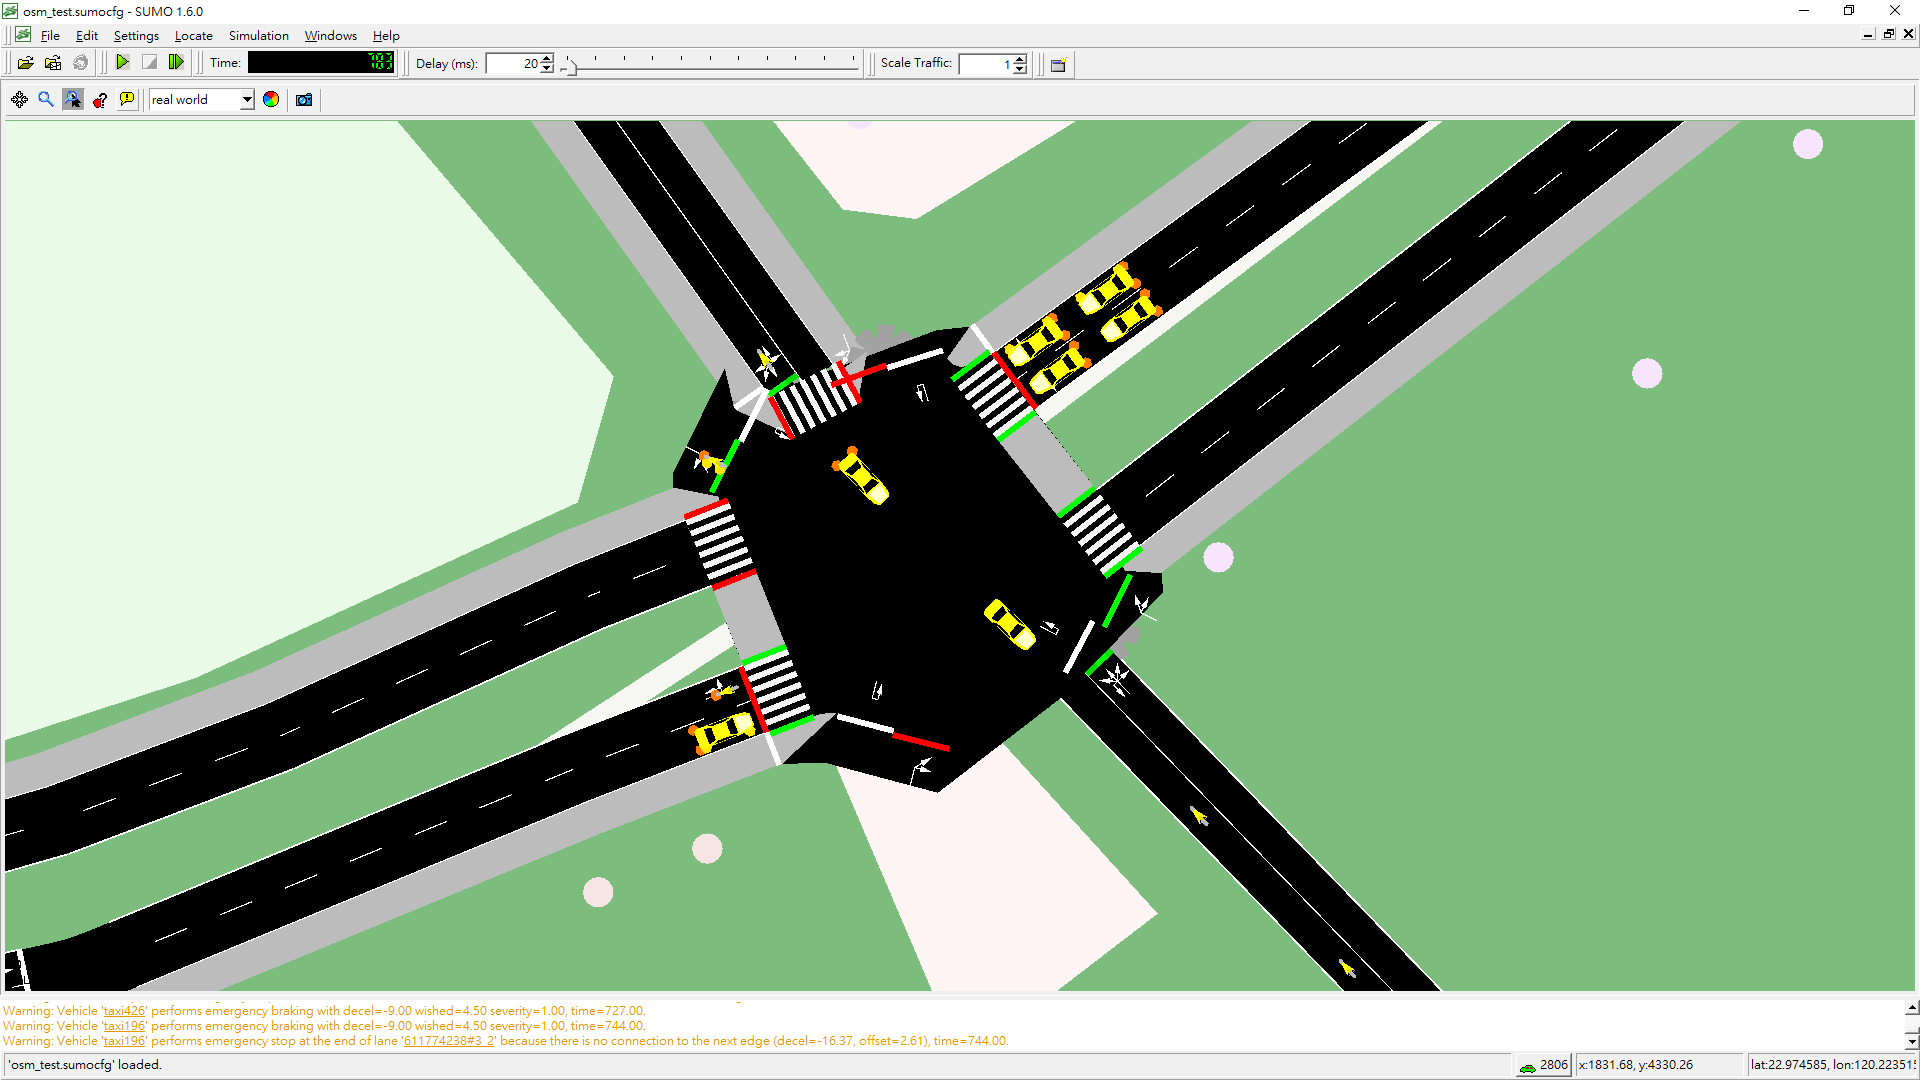 osm_test.sumocfg - SUMO 1.6.0
File Edit Settings Locate Simulation Windows Help
Time: 783 Delay (ms): 20 Scale Traffic: 1
real world
Warning: Vehicle 'taxi426' performs emergency braking with decel=-9.00 wished=4.50 severity=1.00, time=727.00.
Warning: Vehicle 'taxi196' performs emergency braking with decel=-9.00 wished=4.50 severity=1.00, time=744.00.
Warning: Vehicle 'taxi196' performs emergency stop at the end of lane '611774238#3_2' because there is no connection to the next edge (decel=-16.37, offset=2.61), time=744.00.
'osm_test.sumocfg' loaded. 2806 x:1831.68, y:4330.26 lat:22.974585, lon:120.223515